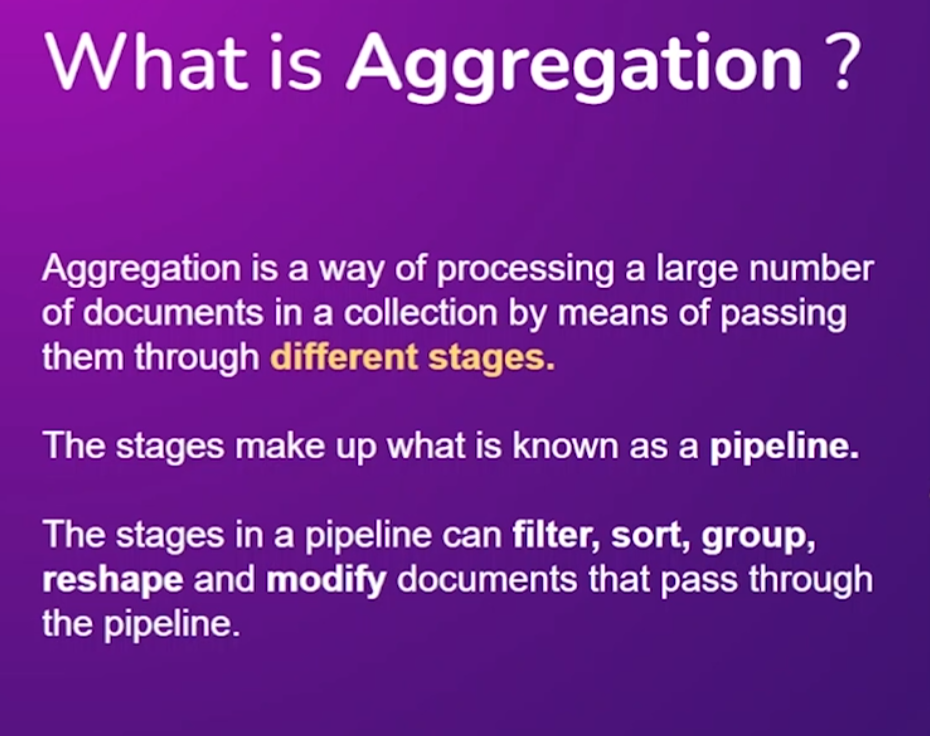 What is Aggregation ?
Aggregation is a way of processing a large number
of documents in a collection by means of passing
them through different stages.
The stages make up what is known as a pipeline.
The stages in a pipeline can filter, sort, group,
reshape and modify documents that pass through
the pipeline.